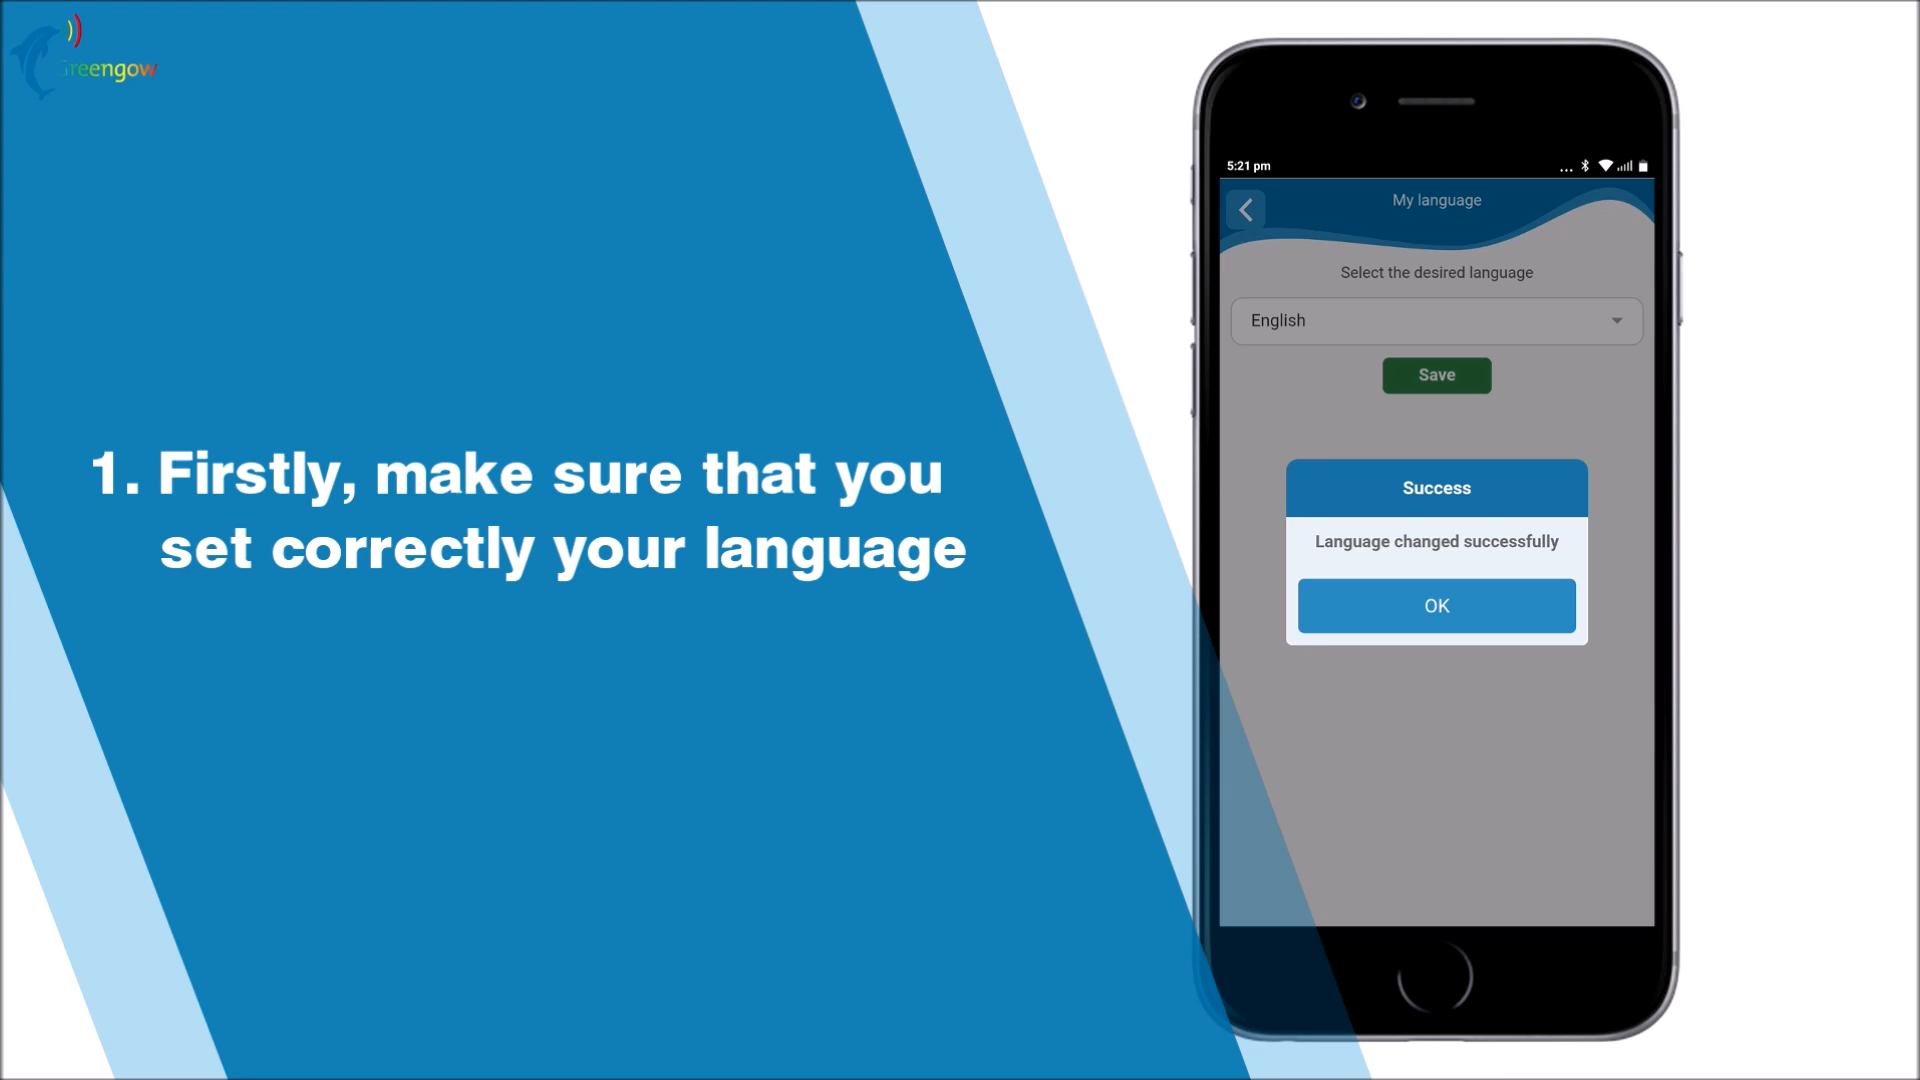 Greengow
1. Firstly, make sure that you
set correctly your language
5:21 pm
My language
Select the desired language
English
Save
Success
Language changed successfully
OK